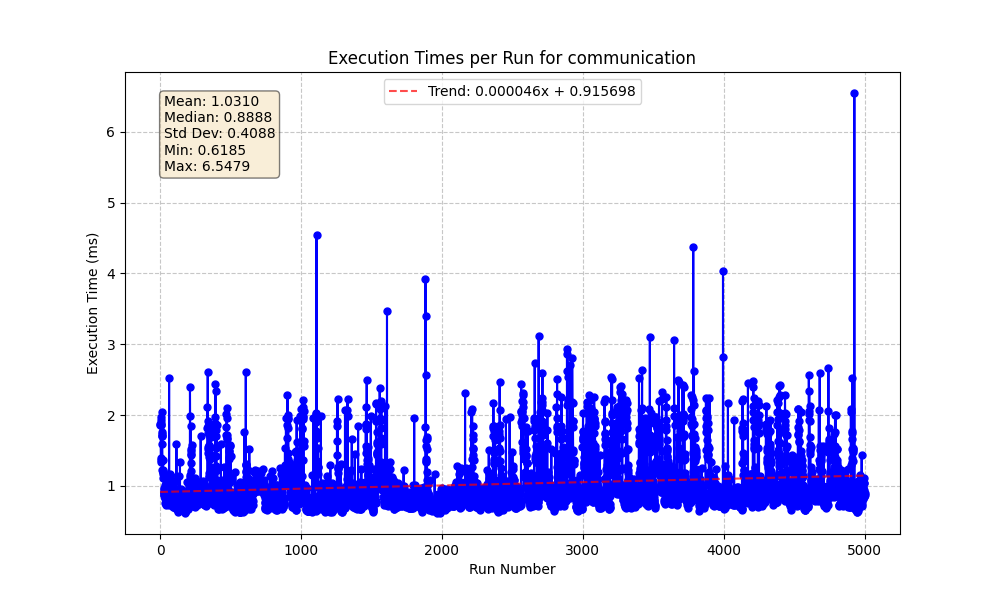 Execution Times per Run for communication
Trend: 0.000046x + 0.915698
Mean: 1.0310
Median: 0.8888
Std Dev: 0.4088
Min: 0.6185
Max: 6.5479
Execution Time (ms)
6
5
4
3
2
1
0 1000 2000 3000 4000 5000
Run Number